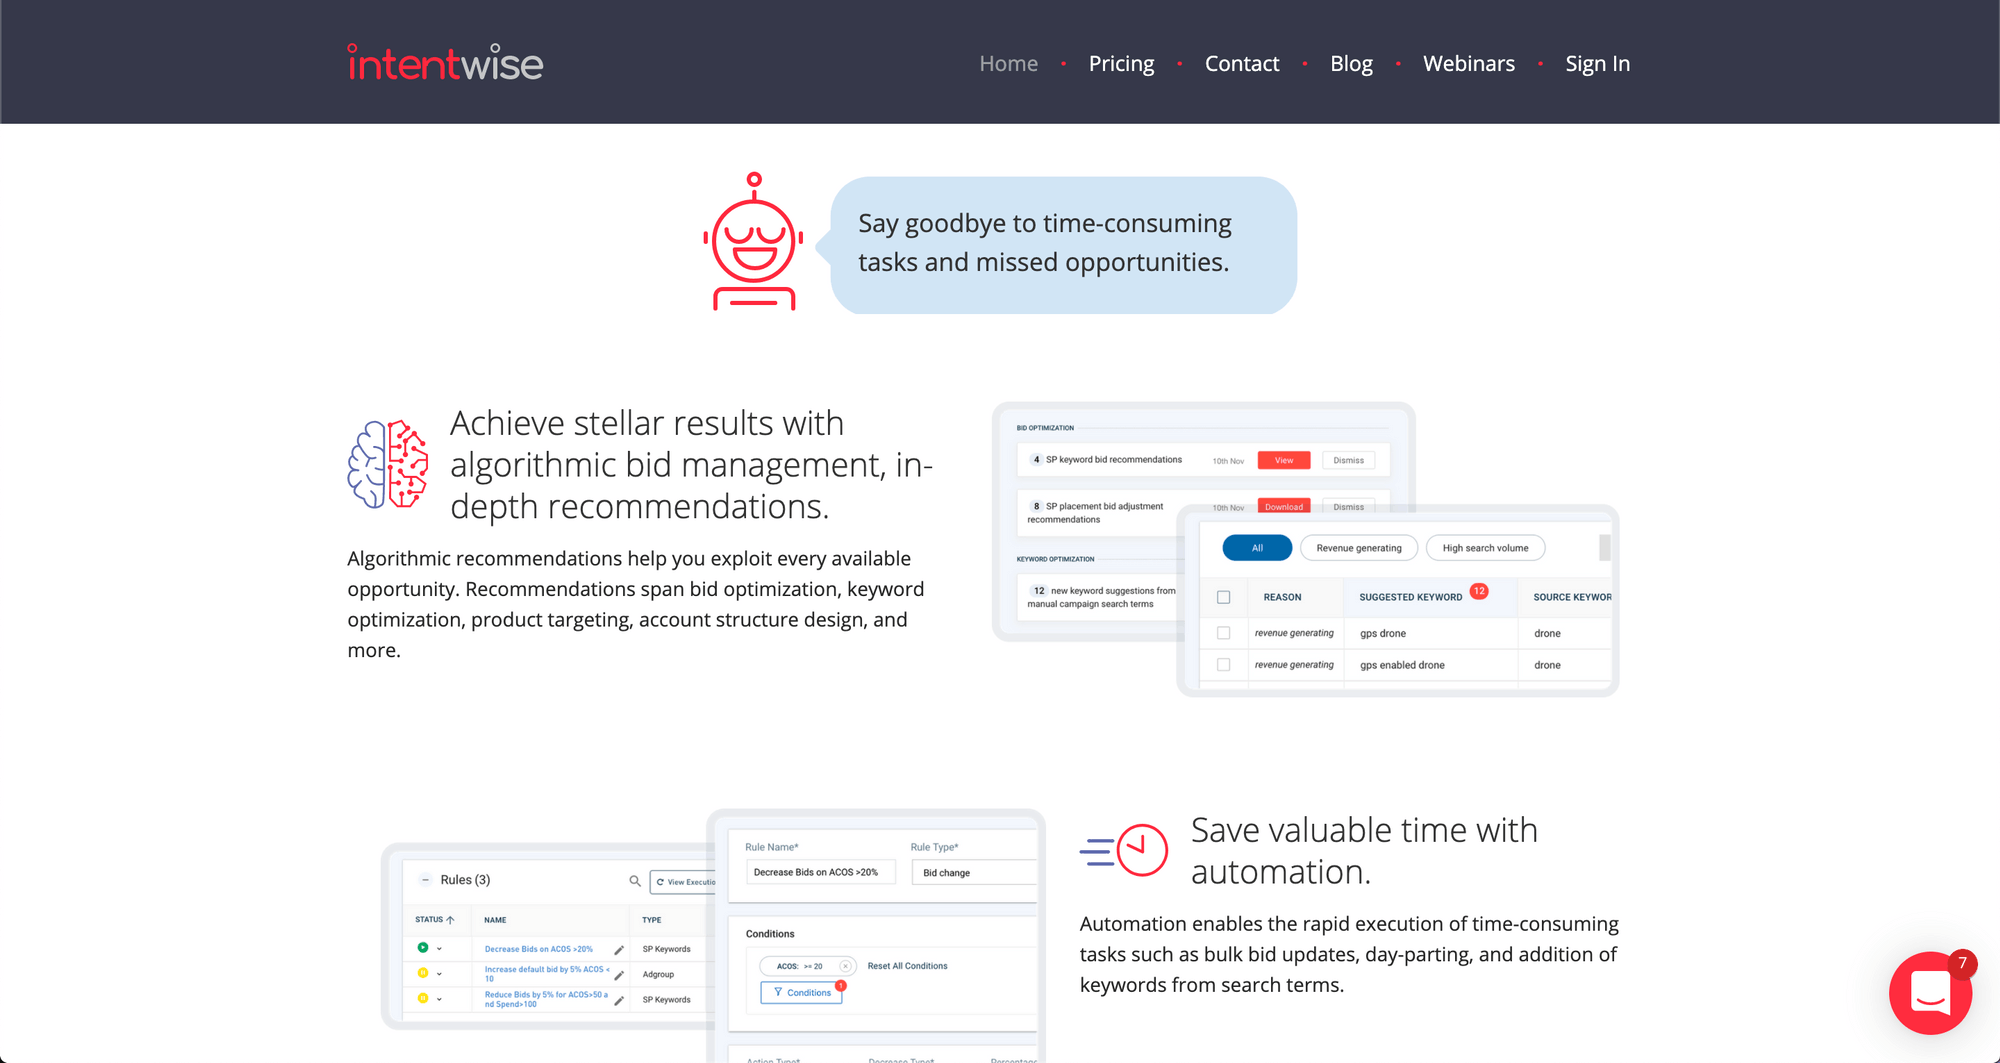 intentwise
Home • Pricing • Contact • Blog • Webinars • Sign In
Say goodbye to time-consuming
tasks and missed opportunities.
Achieve stellar results with
algorithmic bid management, in-
depth recommendations.
Algorithmic recommendations help you exploit every available
opportunity. Recommendations span bid optimization, keyword
optimization, product targeting, account structure design, and
more.
BID OPTIMIZATION
4 SP keyword bid recommendations 10th Nov View Dismiss
8 SP placement bid adjustment
recommendations
10th Nov Download Dismiss
KEYWORD OPTIMIZATION
12 new keyword suggestions from
manual campaign search terms
All Revenue generating High search volume
REASON SUGGESTED KEYWORD 12 SOURCE KEYWOR
revenue generating gps drone drone
revenue generating gps enabled drone drone
Rules (3) View Executio
STATUS NAME TYPE
Decrease Bids on ACOS >20% SP Keywords
Increase default bid by 5% ACOS <
10
Adgroup
Reduce Bids by 5% for ACOS>50 a
nd Spend>100
SP Keywords
Rule Name* Rule Type*
Decrease Bids on ACOS >20% Bid change
Conditions
ACOS: >= 20 Reset All Conditions
Conditions 1
Action Type* Decrease Type* Percentag
Save valuable time with
automation.
Automation enables the rapid execution of time-consuming
tasks such as bulk bid updates, day-parting, and addition of
keywords from search terms.
7